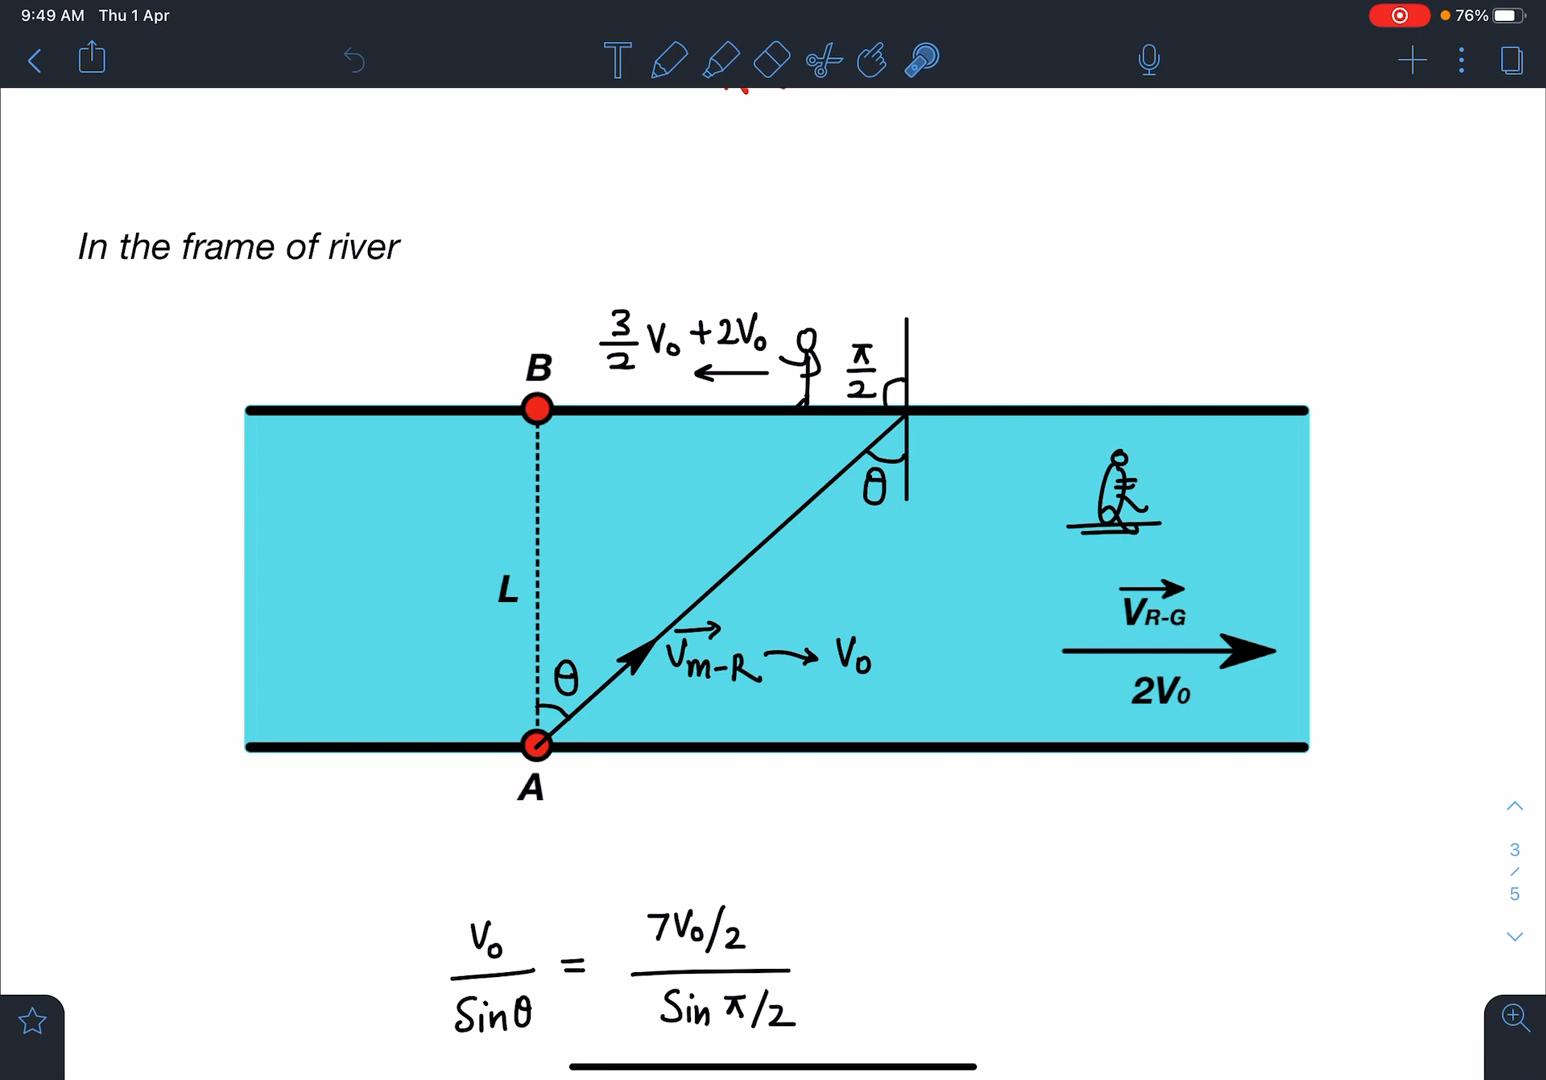 9:49 AM Thu 1 Apr
76%
In the frame of river
3/2 V₀ + 2V₀
π/2
B
θ
L
V⃗R-G
V⃗m-R → V₀
θ
2V₀
A
3
/
5
V₀/Sinθ = 7V₀/2 / Sin π/2